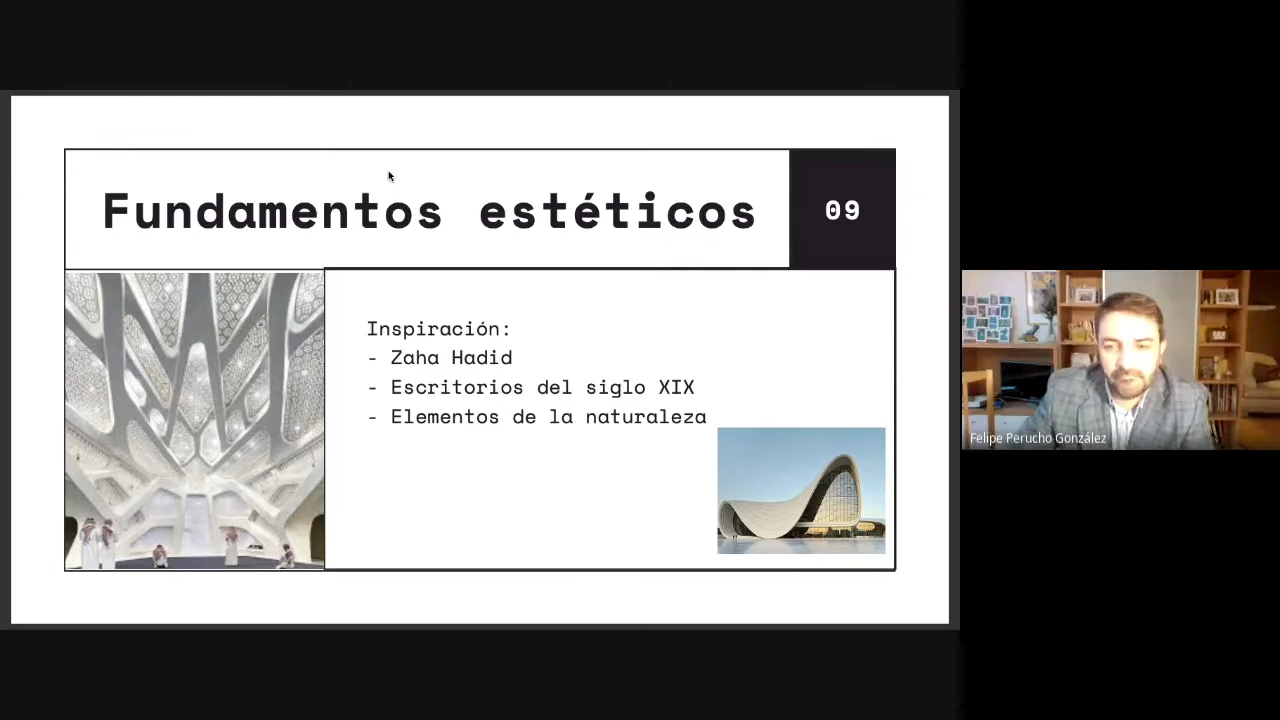 Fundamentos estéticos
09
Inspiración:
- Zaha Hadid
- Escritorios del siglo XIX
- Elementos de la naturaleza
Felipe Perucho González